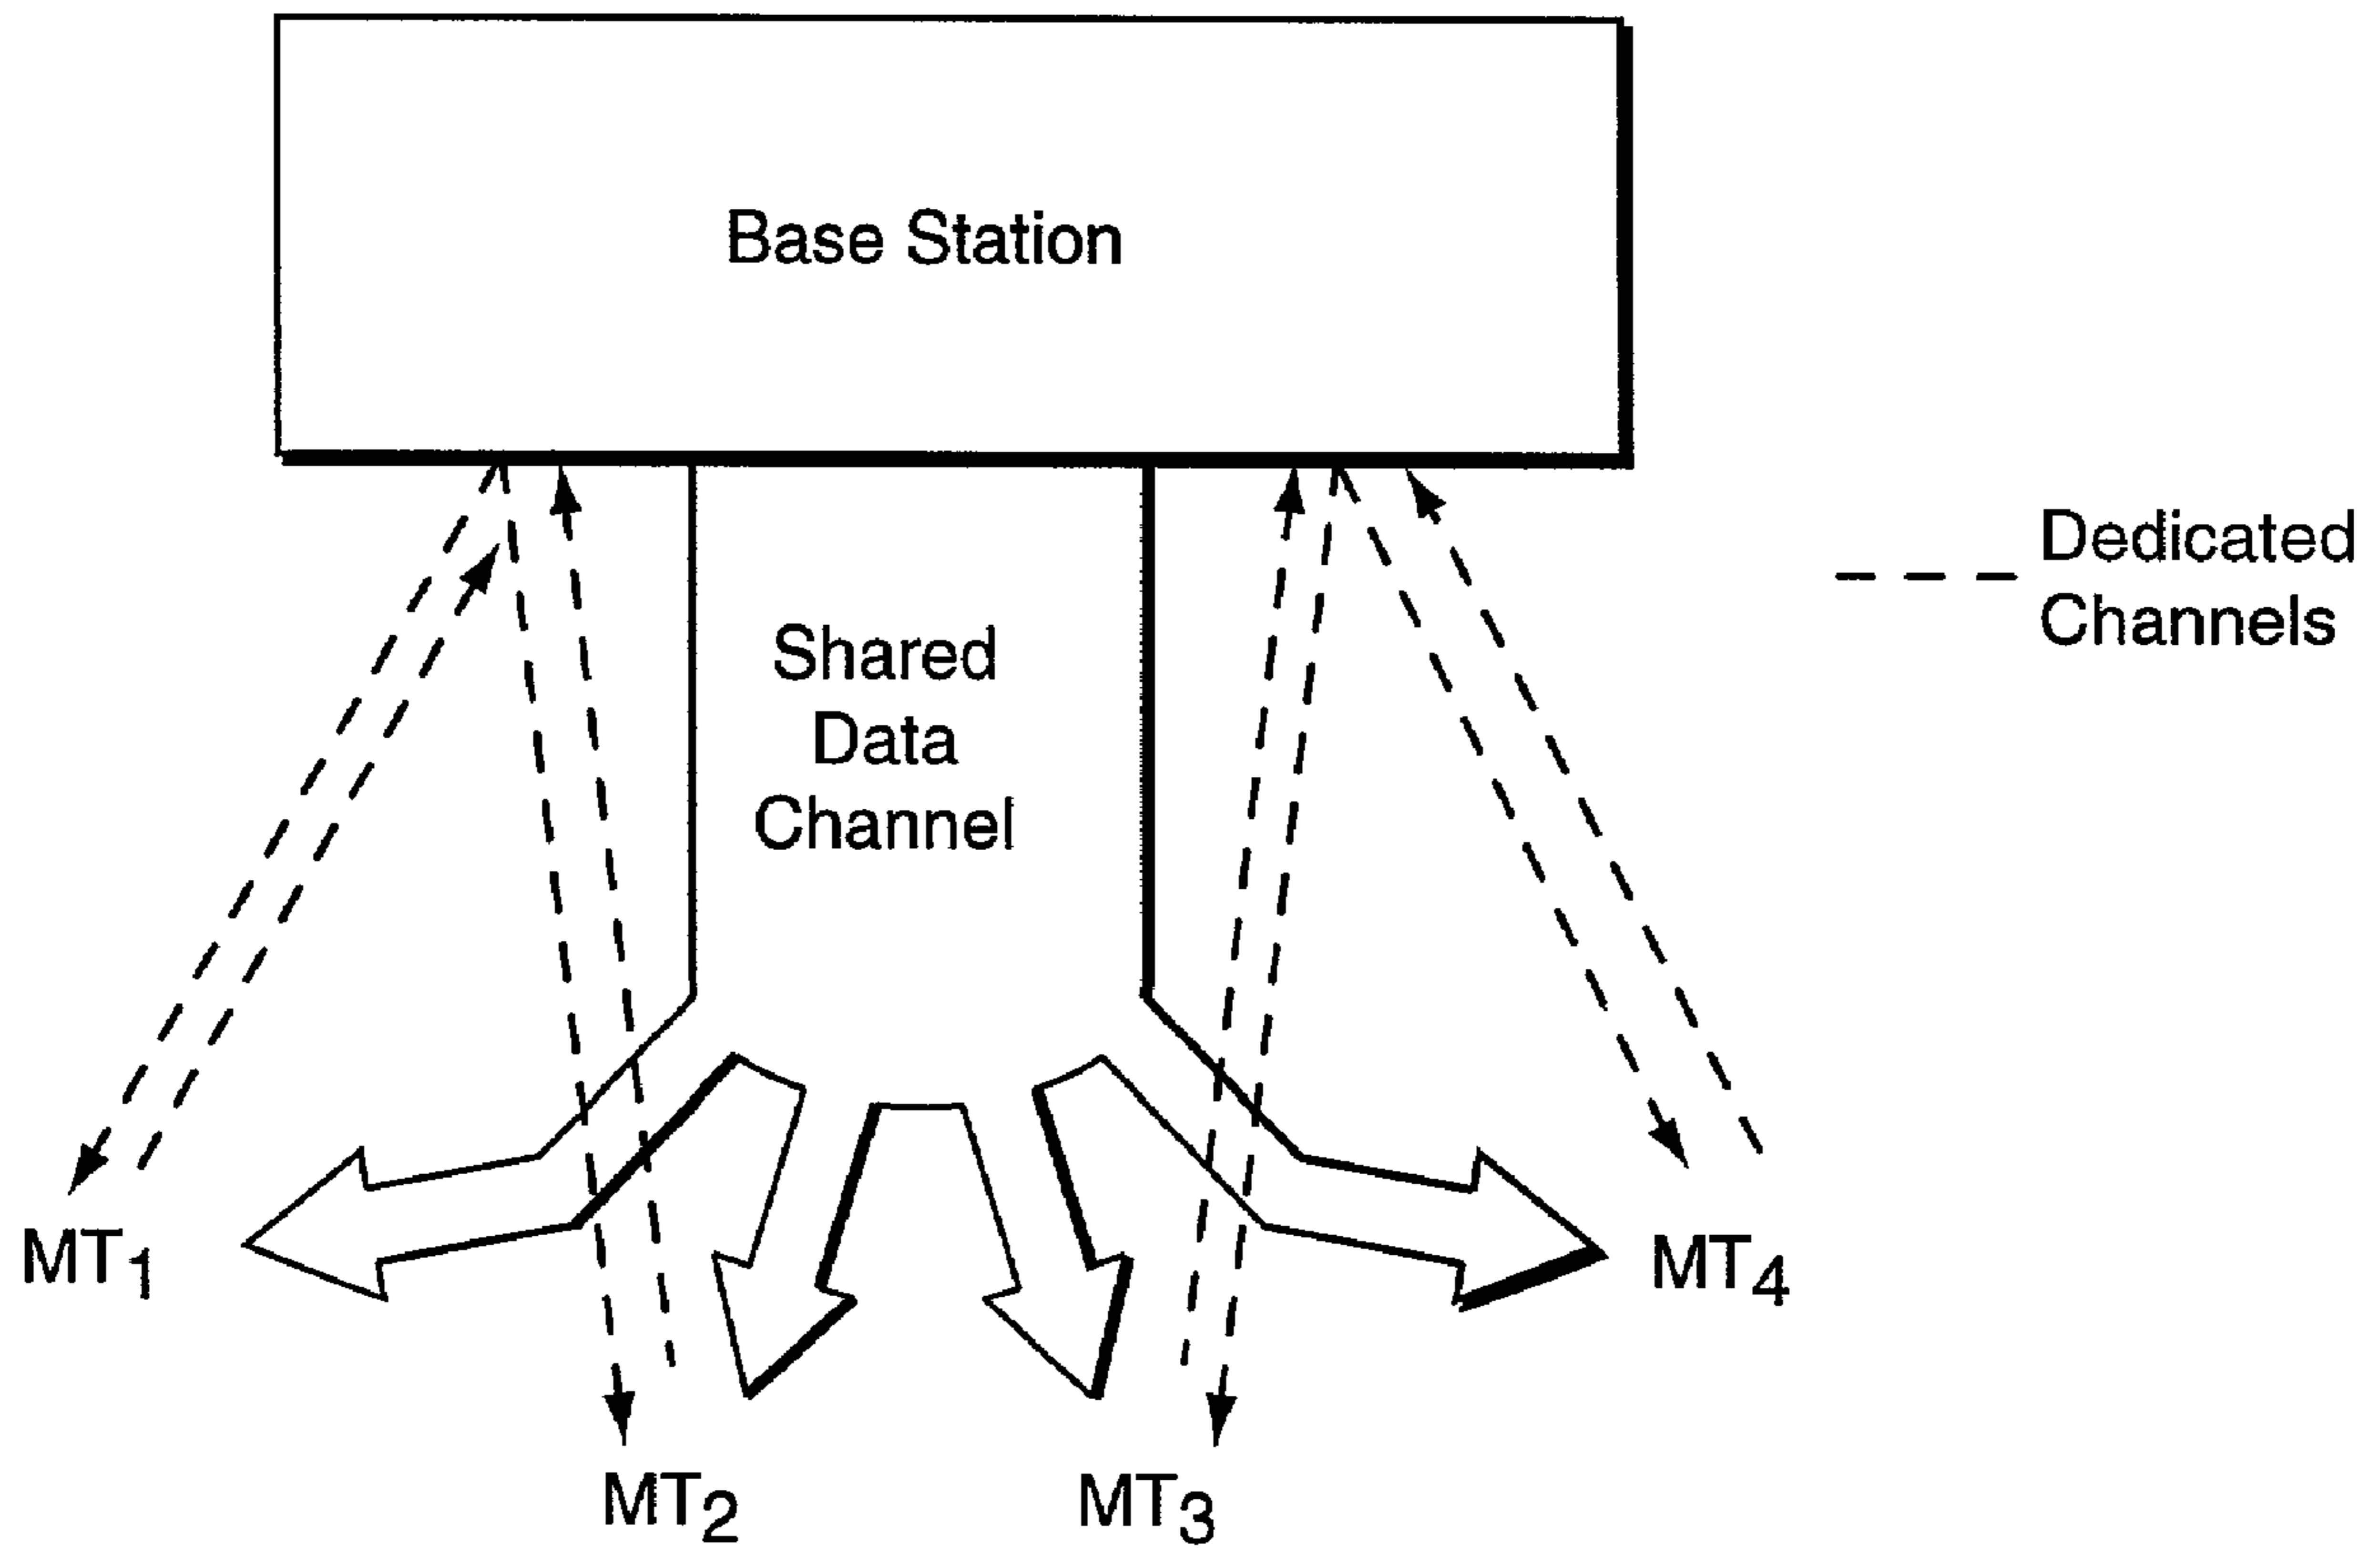 Base Station
Dedicated
Channels
Shared
Data
Channel
MT1
MT4
MT2
MT3